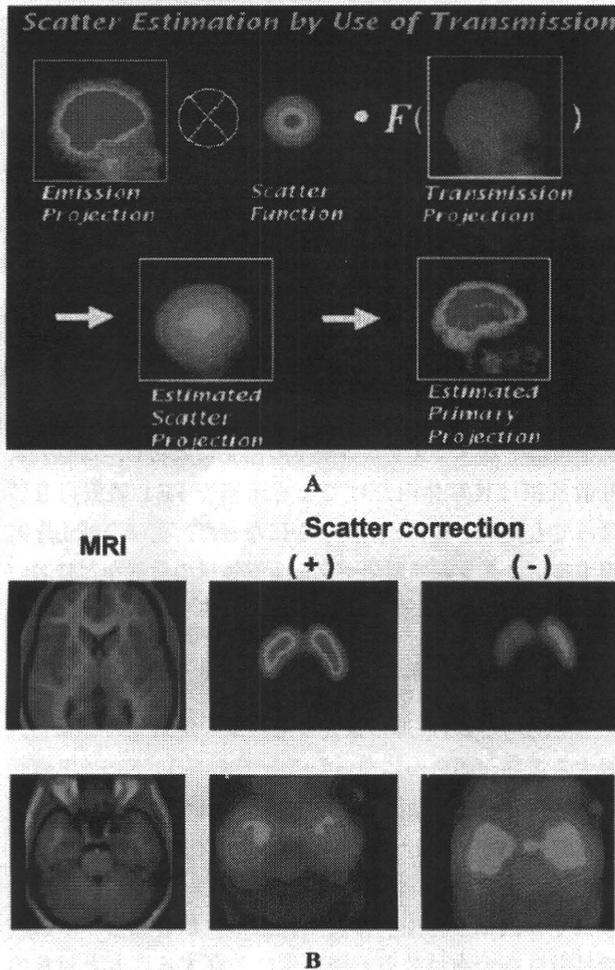 Scatter Estimation by Use of Transmission
• F( )
Emission Projection
Scatter Function
Transmission Projection
Estimated Scatter Projection
Estimated Primary Projection
A
Scatter correction
MRI
(+)
(-)
B